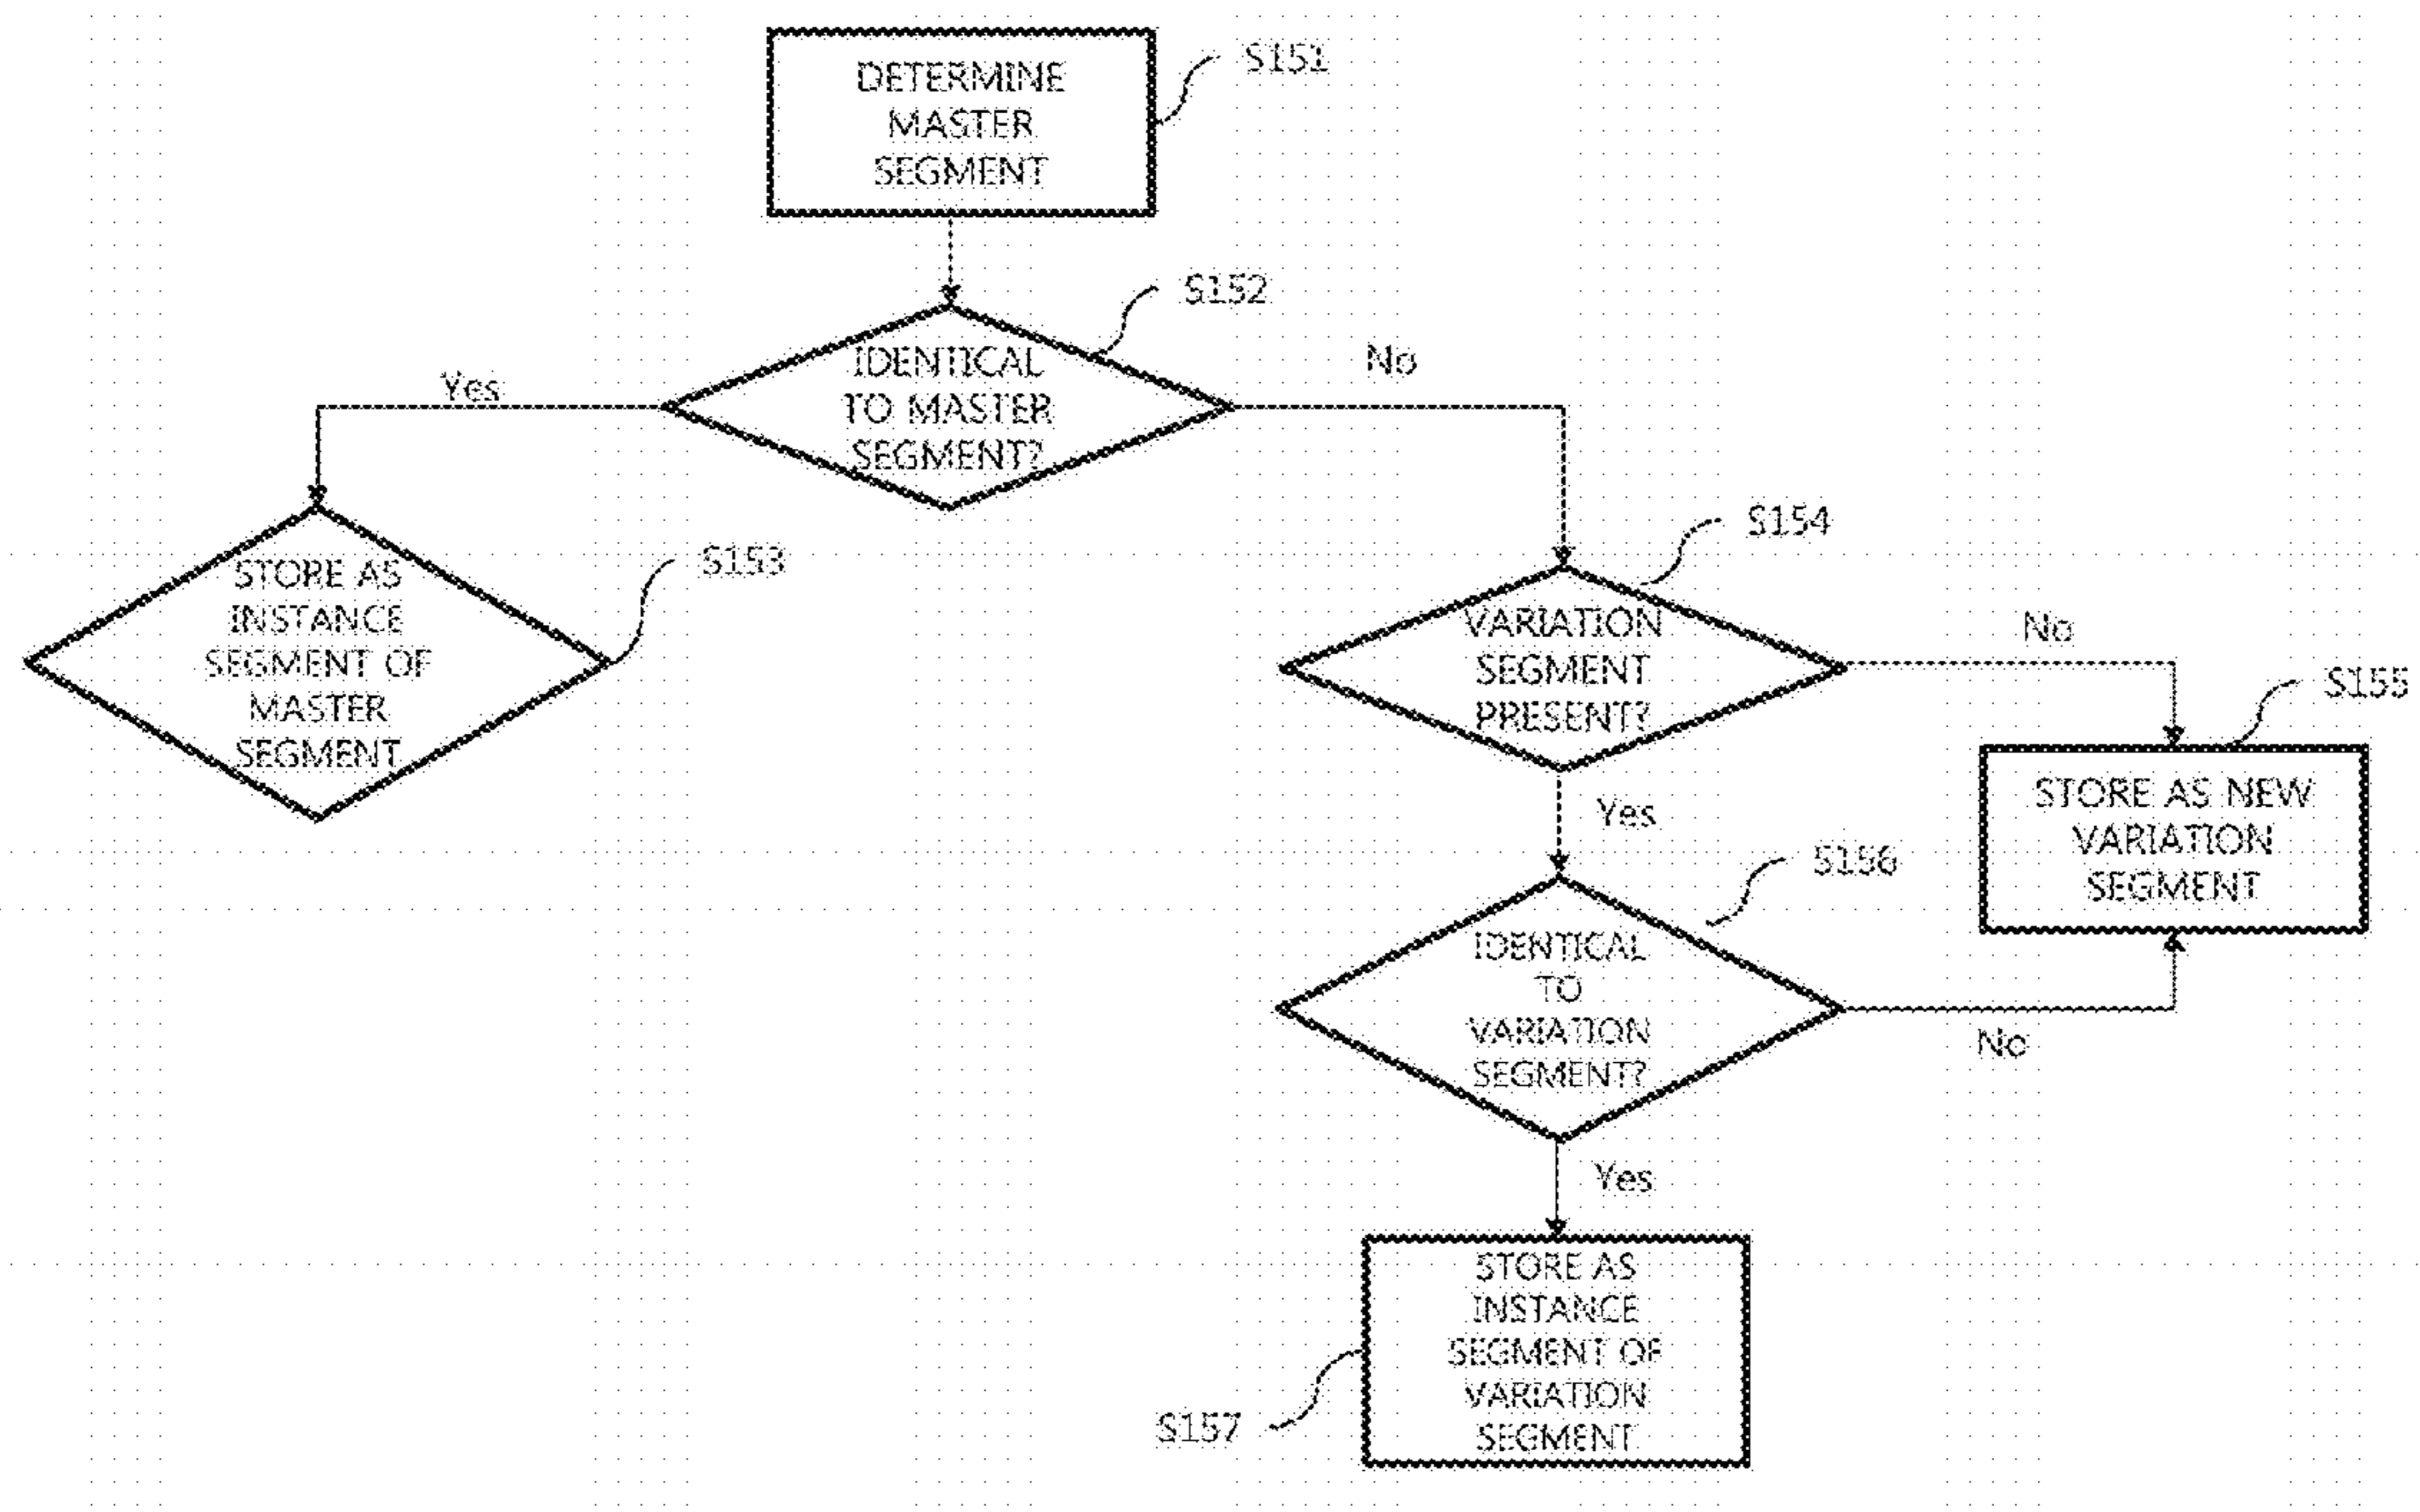 DETERMINE
MASTER
SEGMENT
S151
IDENTICAL
TO MASTER
SEGMENT?
S152
Yes
No
STORE AS
INSTANCE
SEGMENT OF
MASTER
SEGMENT
S153
VARIATION
SEGMENT
PRESENT?
S154
No
Yes
STORE AS NEW
VARIATION
SEGMENT
S155
IDENTICAL
TO
VARIATION
SEGMENT?
S156
No
Yes
STORE AS
INSTANCE
SEGMENT OF
VARIATION
SEGMENT
S157